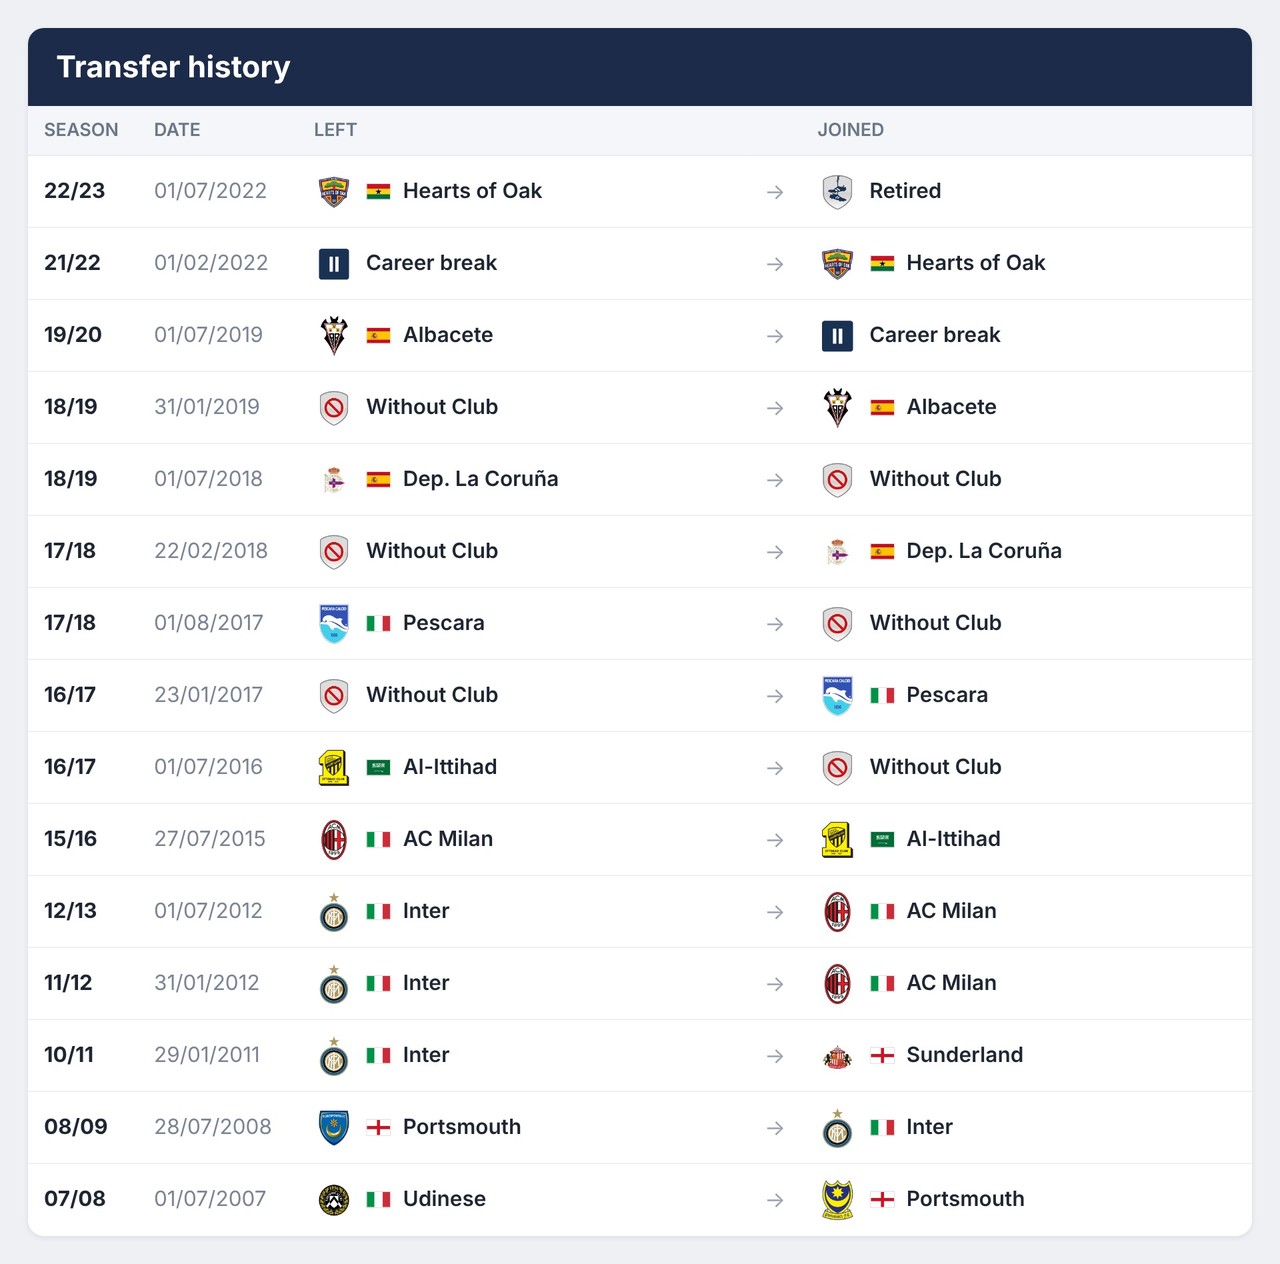 Transfer history
SEASON DATE LEFT JOINED
22/23 01/07/2022 Hearts of Oak → Retired
21/22 01/02/2022 Career break → Hearts of Oak
19/20 01/07/2019 Albacete → Career break
18/19 31/01/2019 Without Club → Albacete
18/19 01/07/2018 Dep. La Coruña → Without Club
17/18 22/02/2018 Without Club → Dep. La Coruña
17/18 01/08/2017 Pescara → Without Club
16/17 23/01/2017 Without Club → Pescara
16/17 01/07/2016 Al-Ittihad → Without Club
15/16 27/07/2015 AC Milan → Al-Ittihad
12/13 01/07/2012 Inter → AC Milan
11/12 31/01/2012 Inter → AC Milan
10/11 29/01/2011 Inter → Sunderland
08/09 28/07/2008 Portsmouth → Inter
07/08 01/07/2007 Udinese → Portsmouth